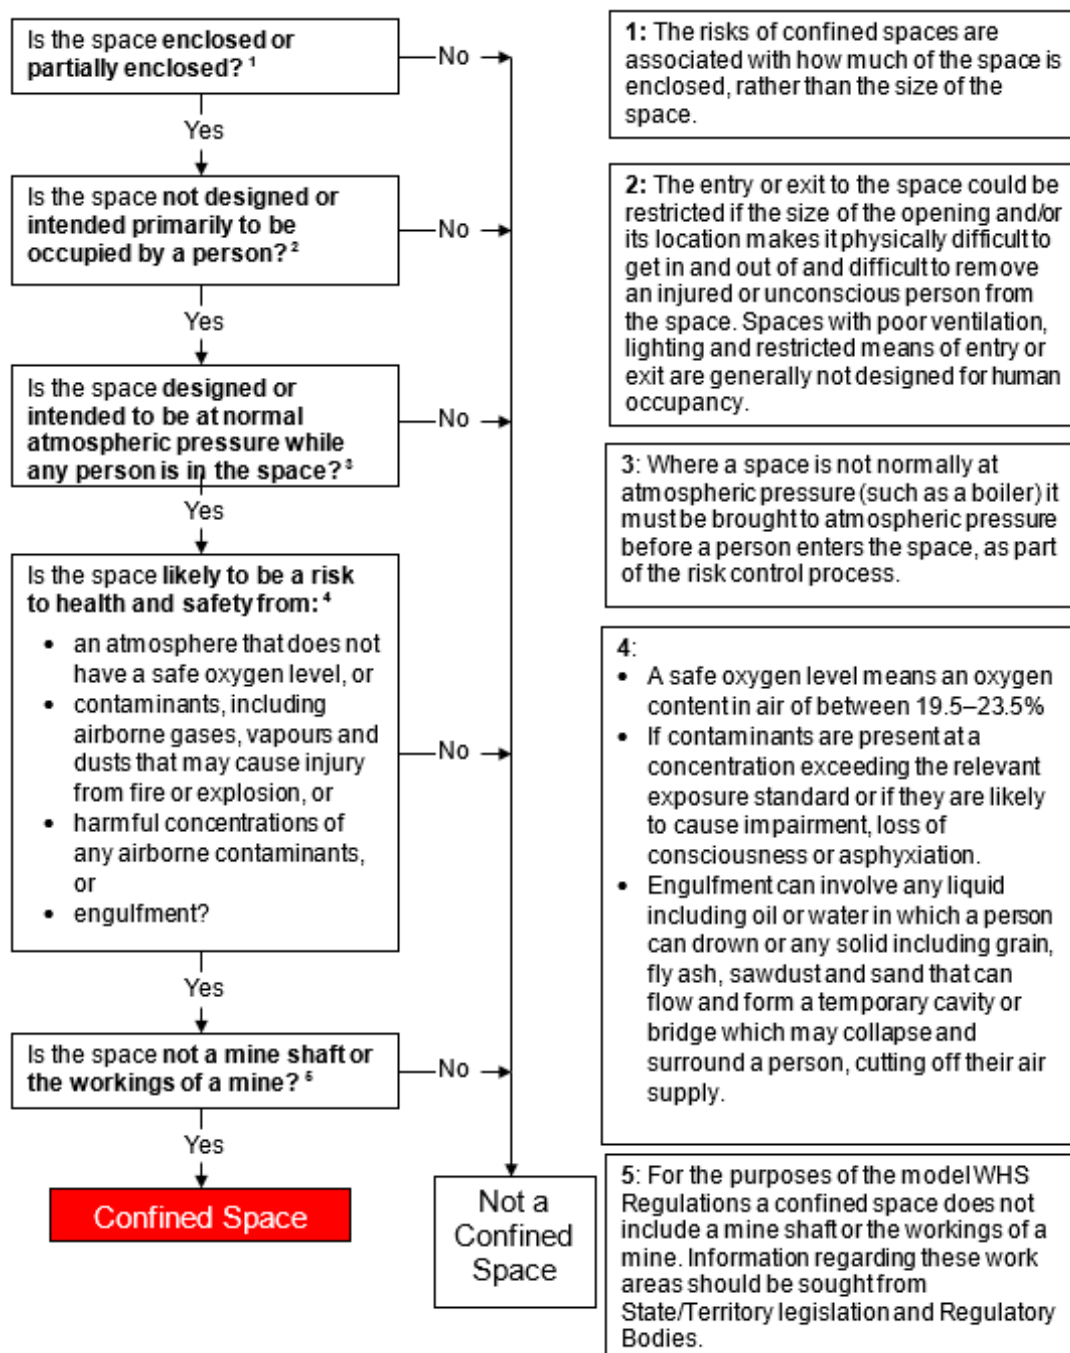 Is the space enclosed or
partially enclosed? 1
No
Yes
Is the space not designed or
intended primarily to be
occupied by a person? 2
No
Yes
Is the space designed or
intended to be at normal
atmospheric pressure while
any person is in the space? 3
No
Yes
Is the space likely to be a risk
to health and safety from: 4
• an atmosphere that does not
have a safe oxygen level, or
• contaminants, including
airborne gases, vapours and
dusts that may cause injury
from fire or explosion, or
• harmful concentrations of
any airborne contaminants,
or
• engulfment?
No
Yes
Is the space not a mine shaft or
the workings of a mine? 5
No
Yes
Confined Space
Not a
Confined
Space
1: The risks of confined spaces are
associated with how much of the space is
enclosed, rather than the size of the
space.
2: The entry or exit to the space could be
restricted if the size of the opening and/or
its location makes it physically difficult to
get in and out of and difficult to remove
an injured or unconscious person from
the space. Spaces with poor ventilation,
lighting and restricted means of entry or
exit are generally not designed for human
occupancy.
3: Where a space is not normally at
atmospheric pressure (such as a boiler) it
must be brought to atmospheric pressure
before a person enters the space, as part
of the risk control process.
4:
• A safe oxygen level means an oxygen
content in air of between 19.5–23.5%
• If contaminants are present at a
concentration exceeding the relevant
exposure standard or if they are likely
to cause impairment, loss of
consciousness or asphyxiation.
• Engulfment can involve any liquid
including oil or water in which a person
can drown or any solid including grain,
fly ash, sawdust and sand that can
flow and form a temporary cavity or
bridge which may collapse and
surround a person, cutting off their air
supply.
5: For the purposes of the model WHS
Regulations a confined space does not
include a mine shaft or the workings of a
mine. Information regarding these work
areas should be sought from
State/Territory legislation and Regulatory
Bodies.